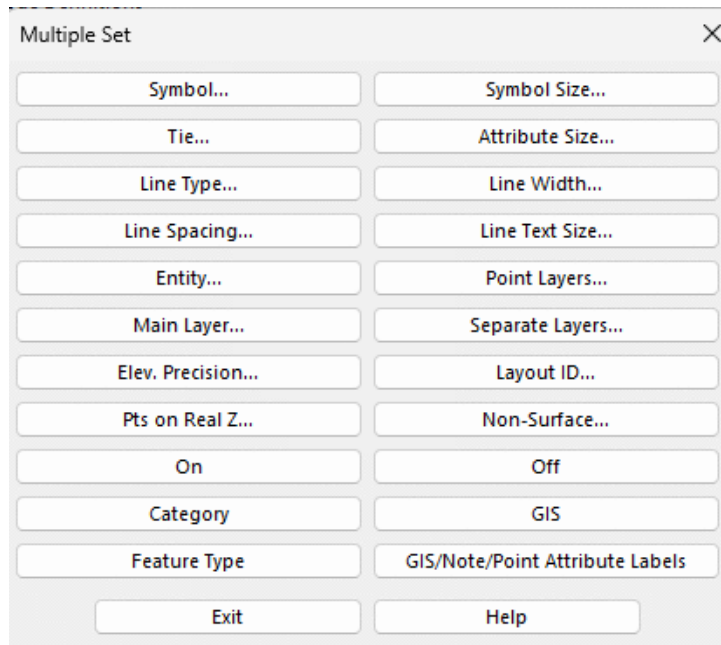 Multiple Set
Symbol... Symbol Size...
Tie... Attribute Size...
Line Type... Line Width...
Line Spacing... Line Text Size...
Entity... Point Layers...
Main Layer... Separate Layers...
Elev. Precision... Layout ID...
Pts on Real Z... Non-Surface...
On Off
Category GIS
Feature Type GIS/Note/Point Attribute Labels
Exit Help